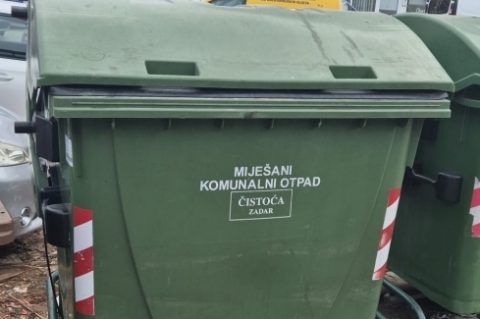 MIJEŠANI
KOMUNALNI OTPAD
ČISTOĆA
ZADAR